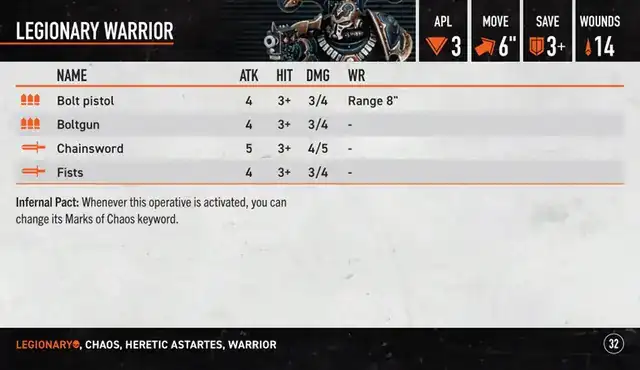 LEGIONARY WARRIOR
APL MOVE SAVE WOUNDS
3 6" 3+ 14
NAME ATK HIT DMG WR
Bolt pistol 4 3+ 3/4 Range 8"
Boltgun 4 3+ 3/4 -
Chainsword 5 3+ 4/5 -
Fists 4 3+ 3/4 -
Infernal Pact: Whenever this operative is activated, you can
change its Marks of Chaos keyword.
LEGIONARY, CHAOS, HERETIC ASTARTES, WARRIOR 32